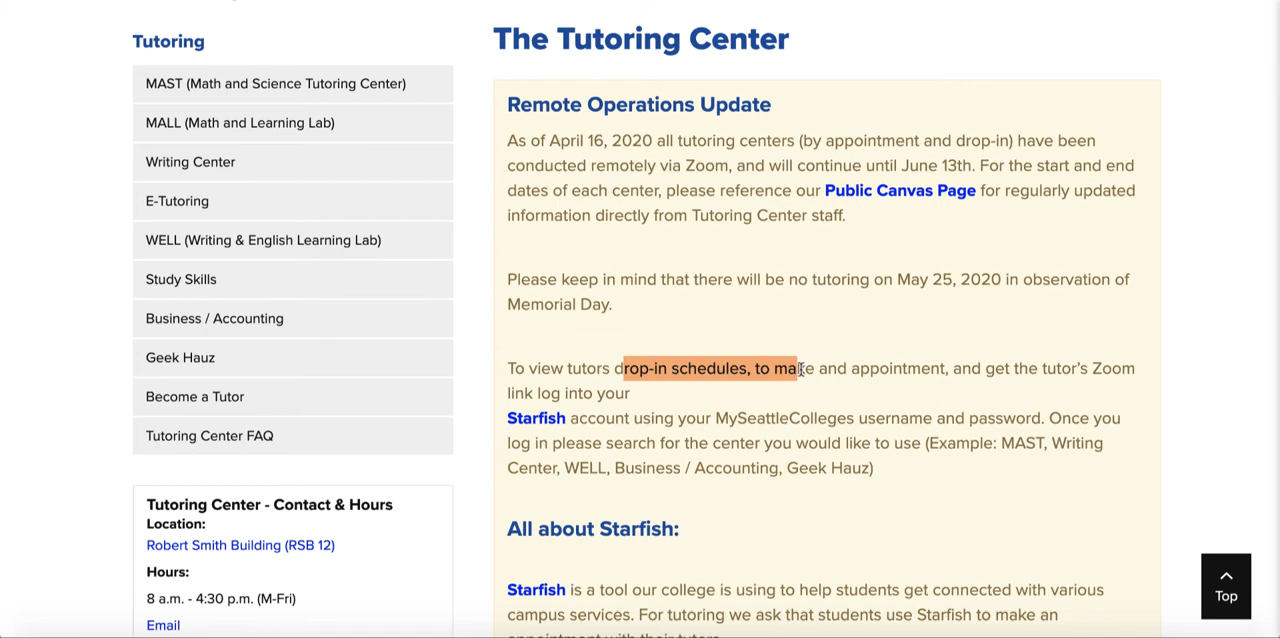 Tutoring
MAST (Math and Science Tutoring Center)
MALL (Math and Learning Lab)
Writing Center
E-Tutoring
WELL (Writing & English Learning Lab)
Study Skills
Business / Accounting
Geek Hauz
Become a Tutor
Tutoring Center FAQ
Tutoring Center - Contact & Hours
Location:
Robert Smith Building (RSB 12)
Hours:
8 a.m. - 4:30 p.m. (M-Fri)
Email
The Tutoring Center
Remote Operations Update
As of April 16, 2020 all tutoring centers (by appointment and drop-in) have been
conducted remotely via Zoom, and will continue until June 13th. For the start and end
dates of each center, please reference our Public Canvas Page for regularly updated
information directly from Tutoring Center staff.
Please keep in mind that there will be no tutoring on May 25, 2020 in observation of
Memorial Day.
To view tutors drop-in schedules, to make and appointment, and get the tutor’s Zoom
link log into your
Starfish account using your MySeattleColleges username and password. Once you
log in please search for the center you would like to use (Example: MAST, Writing
Center, WELL, Business / Accounting, Geek Hauz)
All about Starfish:
Starfish is a tool our college is using to help students get connected with various
campus services. For tutoring we ask that students use Starfish to make an
appointment with their tutors
Top